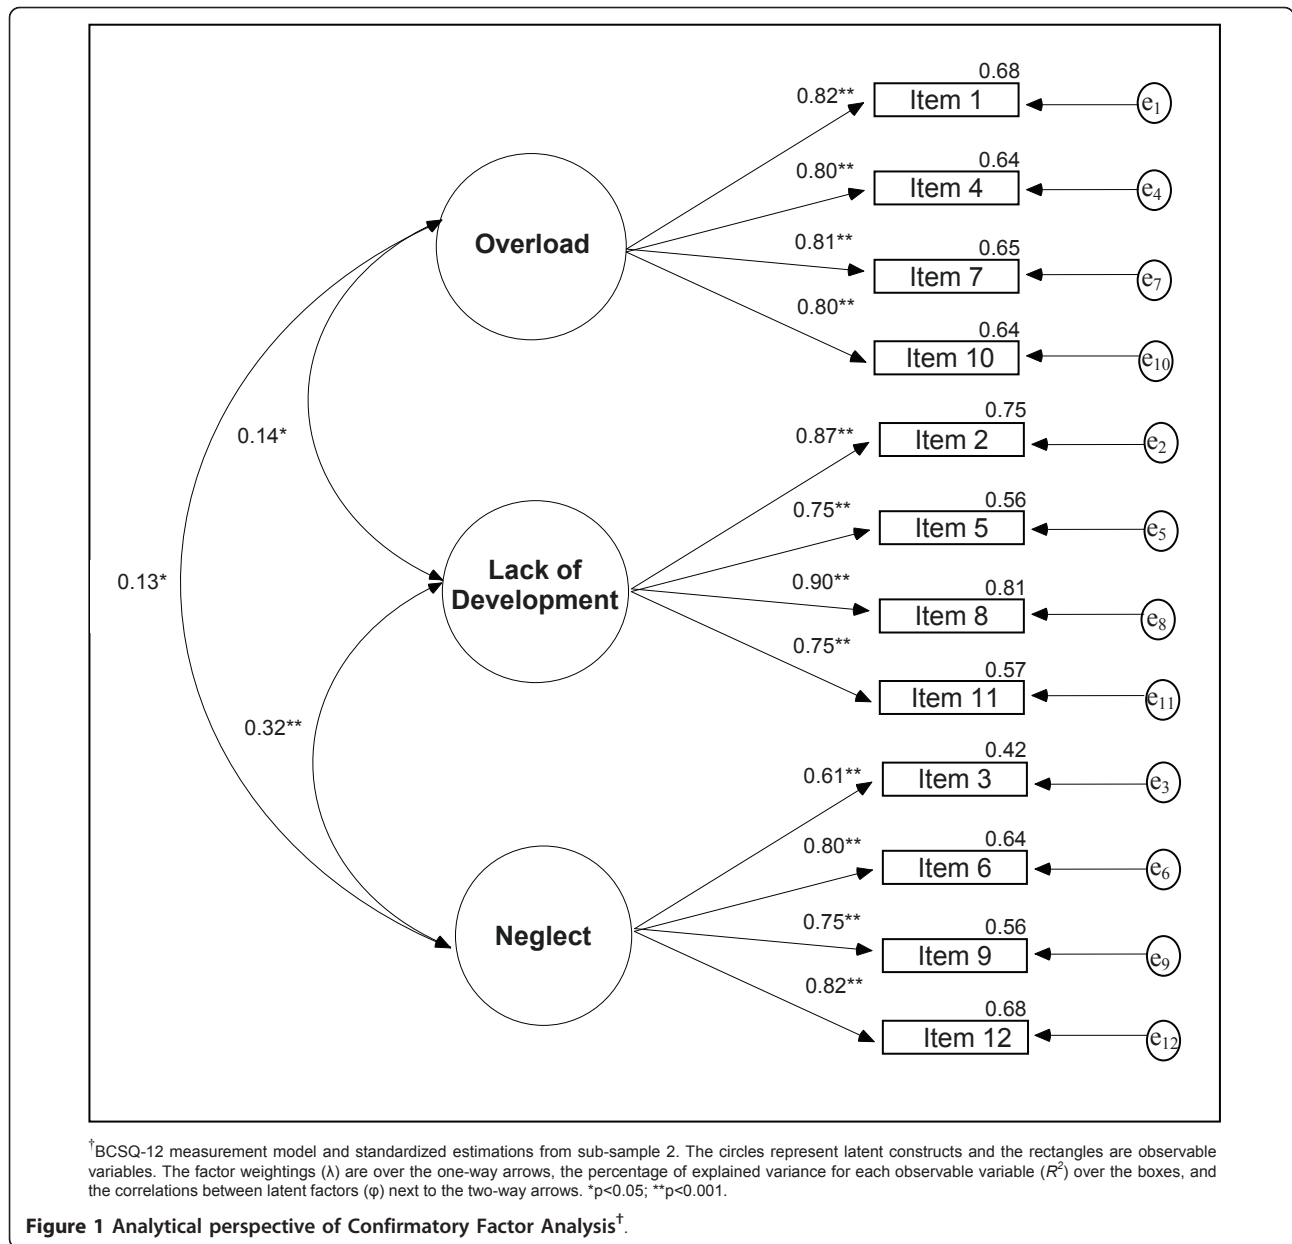 0.68
0.82**
Item 1
e1
0.64
0.80**
Item 4
e4
Overload
0.81**
0.65
Item 7
e7
0.80**
0.64
Item 10
e10
0.75
0.14*
0.87**
Item 2
e2
0.75**
0.56
Item 5
e5
Lack of
Development
0.13*
0.90**
0.81
Item 8
e8
0.75**
0.57
Item 11
e11
0.32**
0.42
0.61**
Item 3
e3
0.80**
0.64
Item 6
e6
Neglect
0.75**
0.56
Item 9
e9
0.82**
0.68
Item 12
e12
†BCSQ-12 measurement model and standardized estimations from sub-sample 2. The circles represent latent constructs and the rectangles are observable
variables. The factor weightings (λ) are over the one-way arrows, the percentage of explained variance for each observable variable (R²) over the boxes, and
the correlations between latent factors (φ) next to the two-way arrows. *p<0.05; **p<0.001.
Figure 1 Analytical perspective of Confirmatory Factor Analysis†.